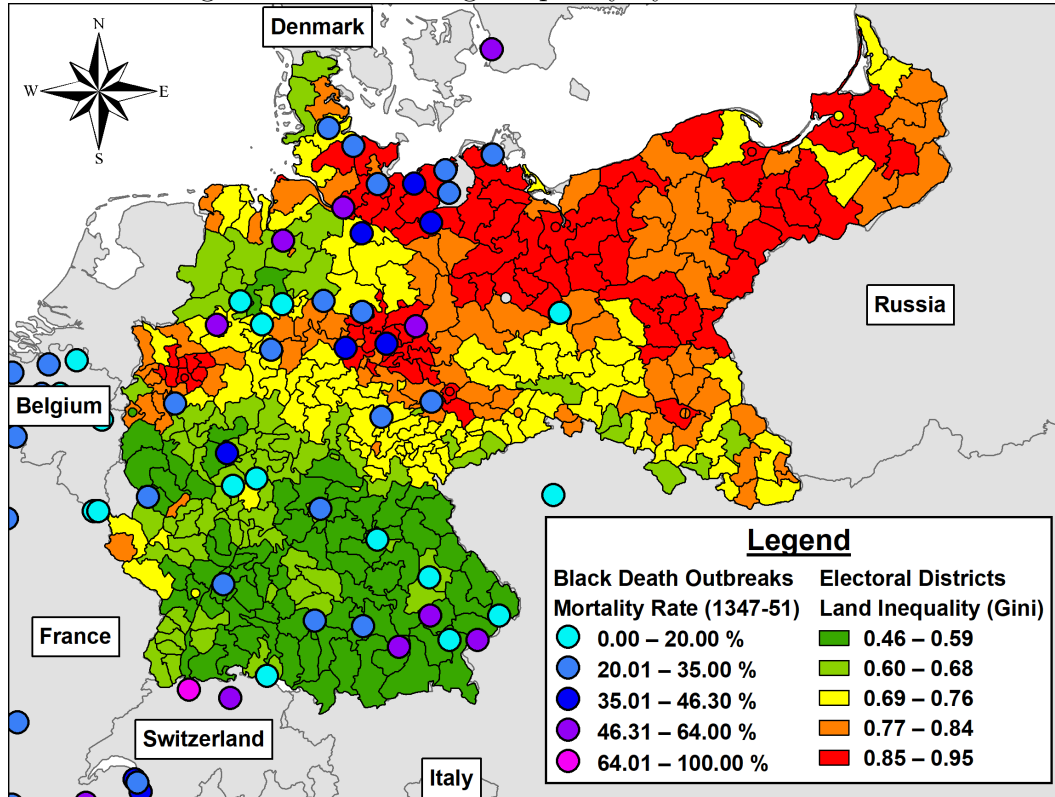 Denmark
N
W
E
S
Russia
Belgium
Legend
Black Death Outbreaks
Mortality Rate (1347-51)
0.00 – 20.00 %
20.01 – 35.00 %
35.01 – 46.30 %
46.31 – 64.00 %
64.01 – 100.00 %
Electoral Districts
Land Inequality (Gini)
0.46 – 0.59
0.60 – 0.68
0.69 – 0.76
0.77 – 0.84
0.85 – 0.95
France
Switzerland
Italy